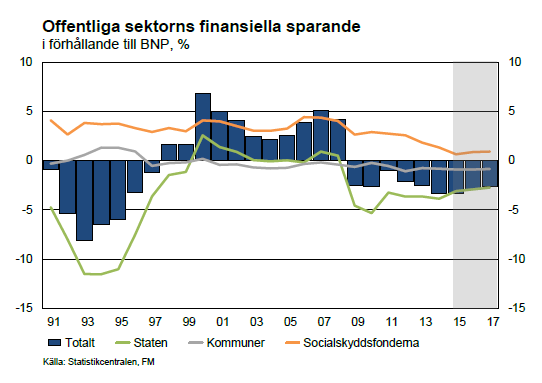 Offentliga sektorns finansiella sparande
i förhållande till BNP, %
10 10
5 5
0 0
-5 -5
-10 -10
-15 -15
91 93 95 97 99 01 03 05 07 09 11 13 15 17
Totalt Staten Kommuner Socialskyddsfonderna
Källa: Statistikcentralen, FM